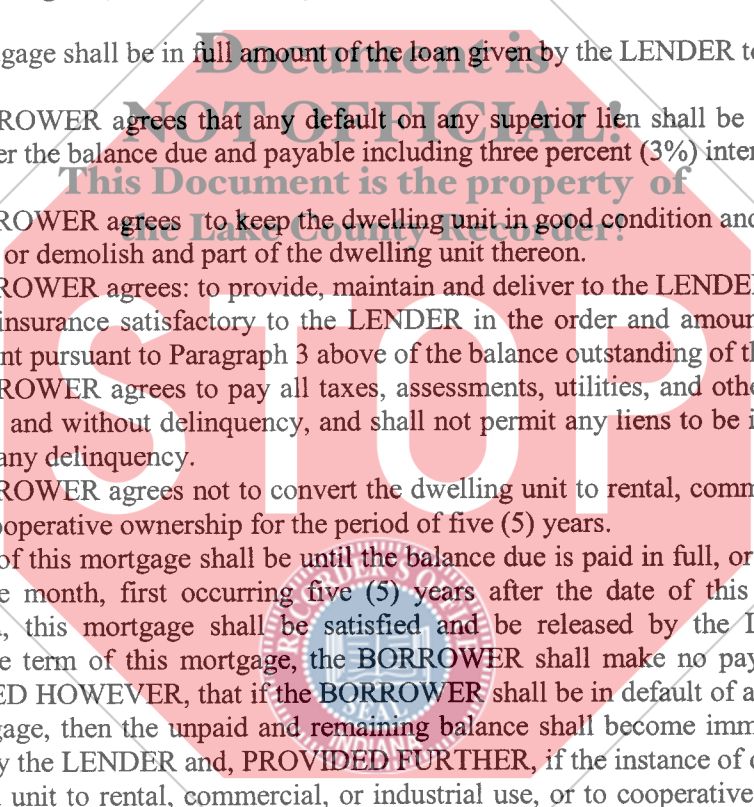 gage shall be in full amount of the loan given by the LENDER to
Document is
ROWER agrees that any default on any superior lien shall be
NOT OFFICIAL!
er the balance due and payable including three percent (3%) inter
This Document is the property of
ROWER agrees to keep the dwelling unit in good condition and
the Lake County Recorder!
or demolish and part of the dwelling unit thereon.
ROWER agrees: to provide, maintain and deliver to the LENDE
insurance satisfactory to the LENDER in the order and amoun
nt pursuant to Paragraph 3 above of the balance outstanding of th
ROWER agrees to pay all taxes, assessments, utilities, and othe
and without delinquency, and shall not permit any liens to be i
any delinquency.
STOP
ROWER agrees not to convert the dwelling unit to rental, comm
ooperative ownership for the period of five (5) years.
of this mortgage shall be until the balance due is paid in full, or
e month, first occurring five (5) years after the date of this
, this mortgage shall be satisfied and be released by the L
e term of this mortgage, the BORROWER shall make no pay
ED HOWEVER, that if the BORROWER shall be in default of a
gage, then the unpaid and remaining balance shall become imm
y the LENDER and, PROVIDED FURTHER, if the instance of d
unit to rental, commercial, or industrial use, or to cooperative
RECORDER'S OFFICE
SEAL
INDIANA